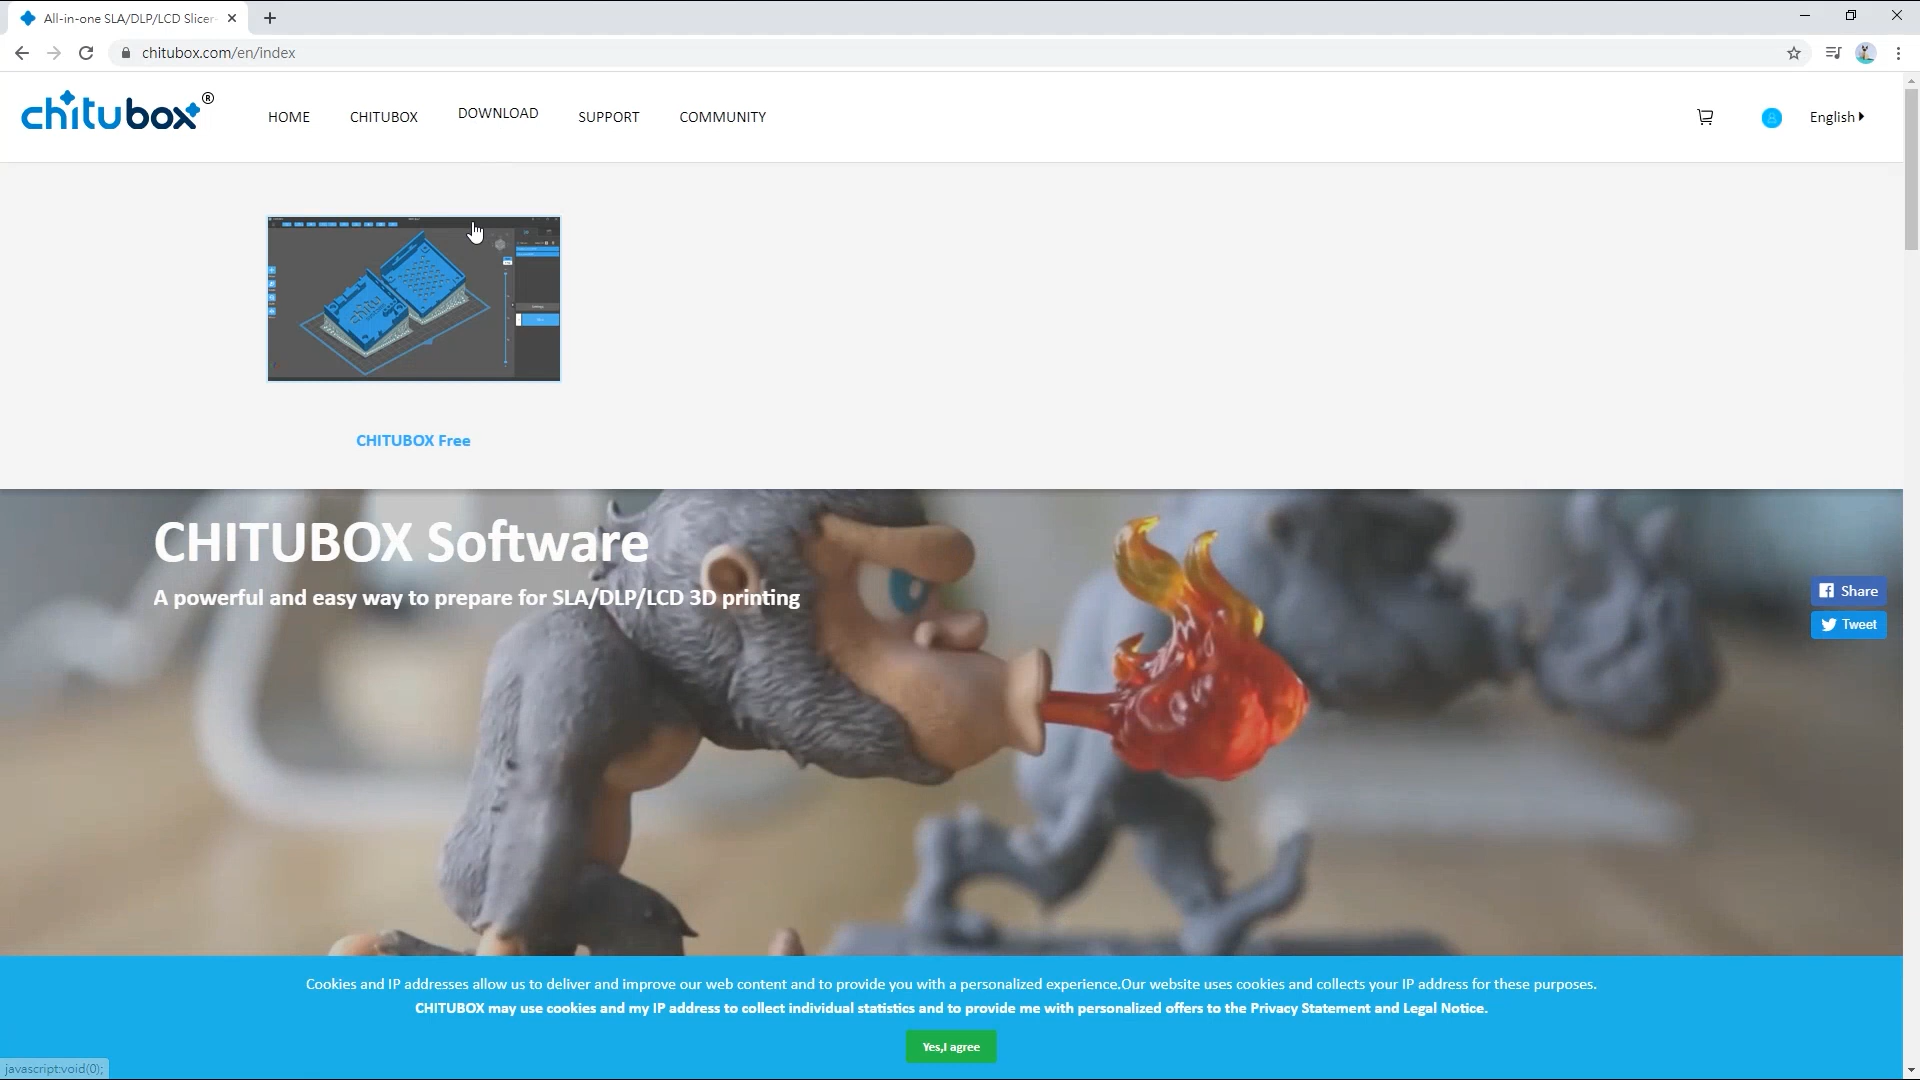 All-in-one SLA/DLP/LCD Slicer-
chitubox.com/en/index
chitubox®
HOME
CHITUBOX
DOWNLOAD
SUPPORT
COMMUNITY
English
CHITUBOX Free
CHITUBOX Software
A powerful and easy way to prepare for SLA/DLP/LCD 3D printing
Share
Tweet
Cookies and IP addresses allow us to deliver and improve our web content and to provide you with a personalized experience.Our website uses cookies and collects your IP address for these purposes.
CHITUBOX may use cookies and my IP address to collect individual statistics and to provide me with personalized offers to the Privacy Statement and Legal Notice.
Yes,I agree
javascript:void(0);